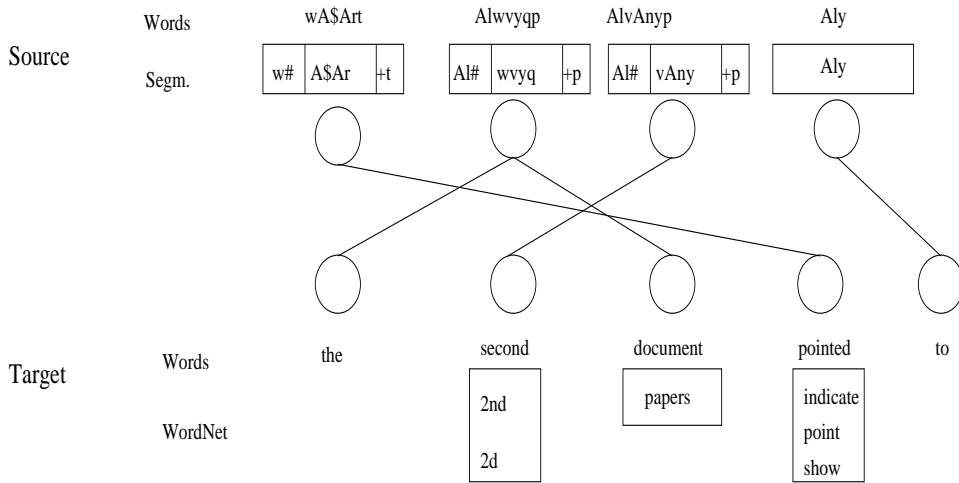 Words wA$Art Alwvyqp AlvAnyp Aly
Source
Segm. w# A$Ar +t Al# wvyq +p Al# vAny +p Aly
Words the second document pointed to
Target
WordNet 2nd papers indicate
point
2d show